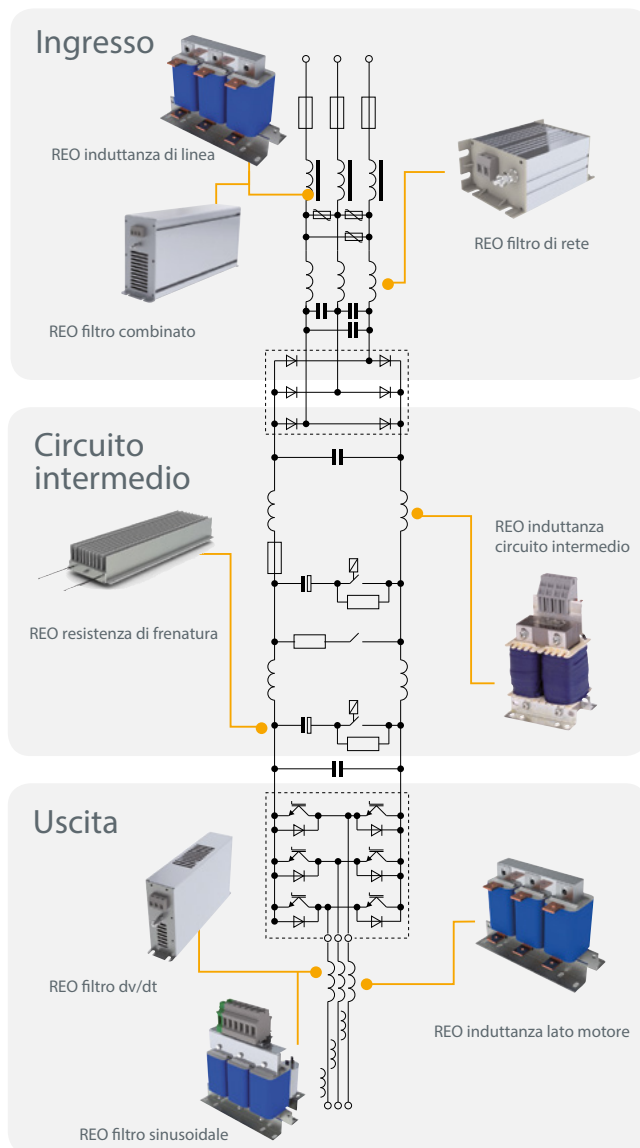 Ingresso
REO induttanza di linea
REO filtro di rete
REO filtro combinato
Circuito
intermedio
REO induttanza
circuito intermedio
REO resistenza di frenatura
Uscita
REO filtro dv/dt
REO induttanza lato motore
REO filtro sinusoidale